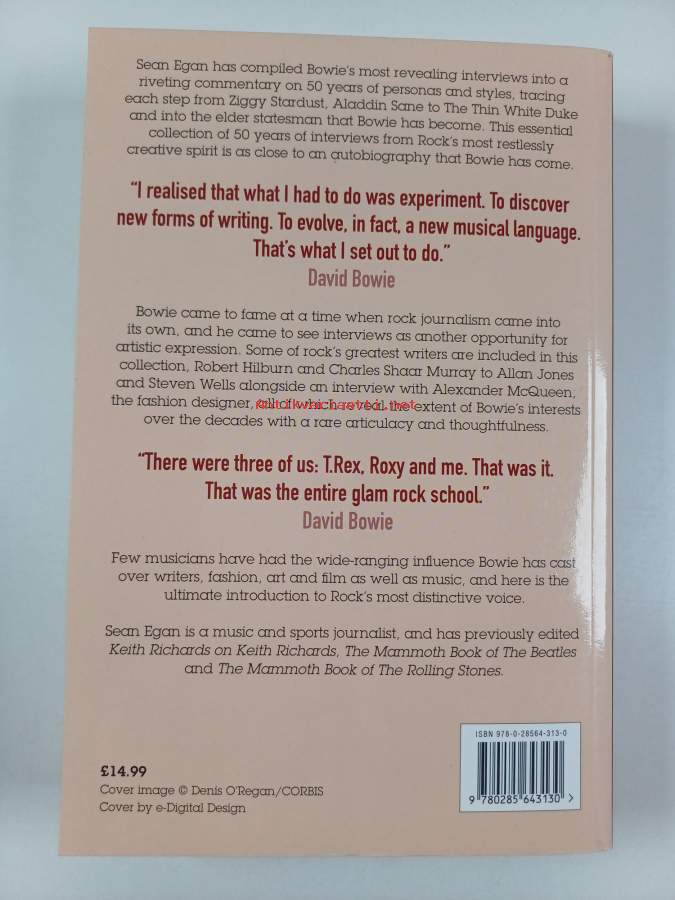 Sean Egan has compiled Bowie's most revealing interviews into a
riveting commentary on 50 years of personas and styles, tracing
each step from Ziggy Stardust, Aladdin Sane to The Thin White Duke
and into the elder statesman that Bowie has become. This essential
collection of 50 years of interviews from Rock's most restlessly
creative spirit is as close to an autobiography that Bowie has come.
"I realised that what I had to do was experiment. To discover
new forms of writing. To evolve, in fact, a new musical language.
That's what I set out to do."
David Bowie
Bowie came to fame at a time when rock journalism came into
its own, and he came to see interviews as another opportunity for
artistic expression. Some of rock's greatest writers are included in this
collection, Robert Hilburn and Charles Shaar Murray to Allan Jones
and Steven Wells alongside an interview with Alexander McQueen,
the fashion designer, all of which reveal the extent of Bowie's interests
over the decades with a rare articulacy and thoughtfulness.
"There were three of us: T.Rex, Roxy and me. That was it.
That was the entire glam rock school."
David Bowie
Few musicians have had the wide-ranging influence Bowie has cast
over writers, fashion, art and film as well as music, and here is the
ultimate introduction to Rock's most distinctive voice.
Sean Egan is a music and sports journalist, and has previously edited
Keith Richards on Keith Richards, The Mammoth Book of The Beatles
and The Mammoth Book of The Rolling Stones.
ISBN 978-0-28564-313-0
9 780285 643130 >
£14.99
Cover image © Denis O'Regan/CORBIS
Cover by e-Digital Design